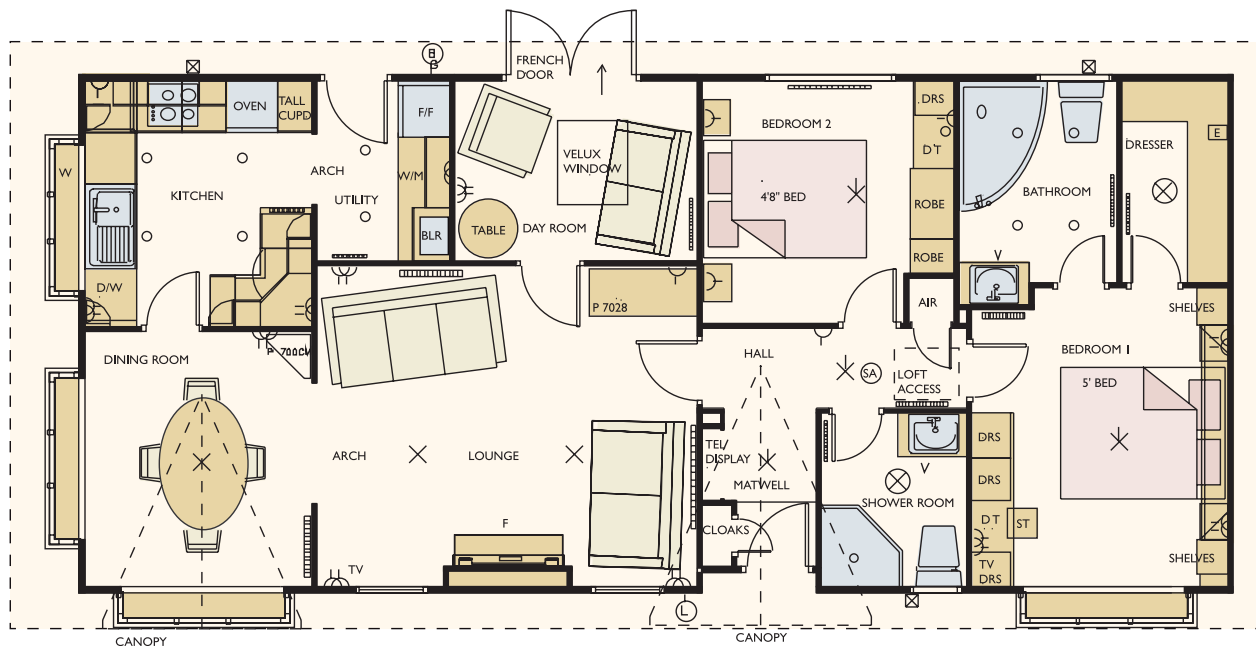 FRENCH
DOOR
OVEN
TALL
CUPD
F/F
DRS
BEDROOM 2
E
DRESSER
ARCH
VELUX
WINDOW
D'T
W
W/M
KITCHEN
UTILITY
4'8" BED
BATHROOM
ROBE
TABLE
DAY ROOM
BLR
V
ROBE
D/W
AIR
P 7028
SHELVES
P 700CV
DINING ROOM
HALL
BEDROOM 1
SA
LOFT
ACCESS
5' BED
ARCH
LOUNGE
TEL
DISPLAY
DRS
V
MATWELL
DRS
SHOWER ROOM
F
CLOAKS
D T
ST
TV
TV
DRS
SHELVES
L
CANOPY
CANOPY